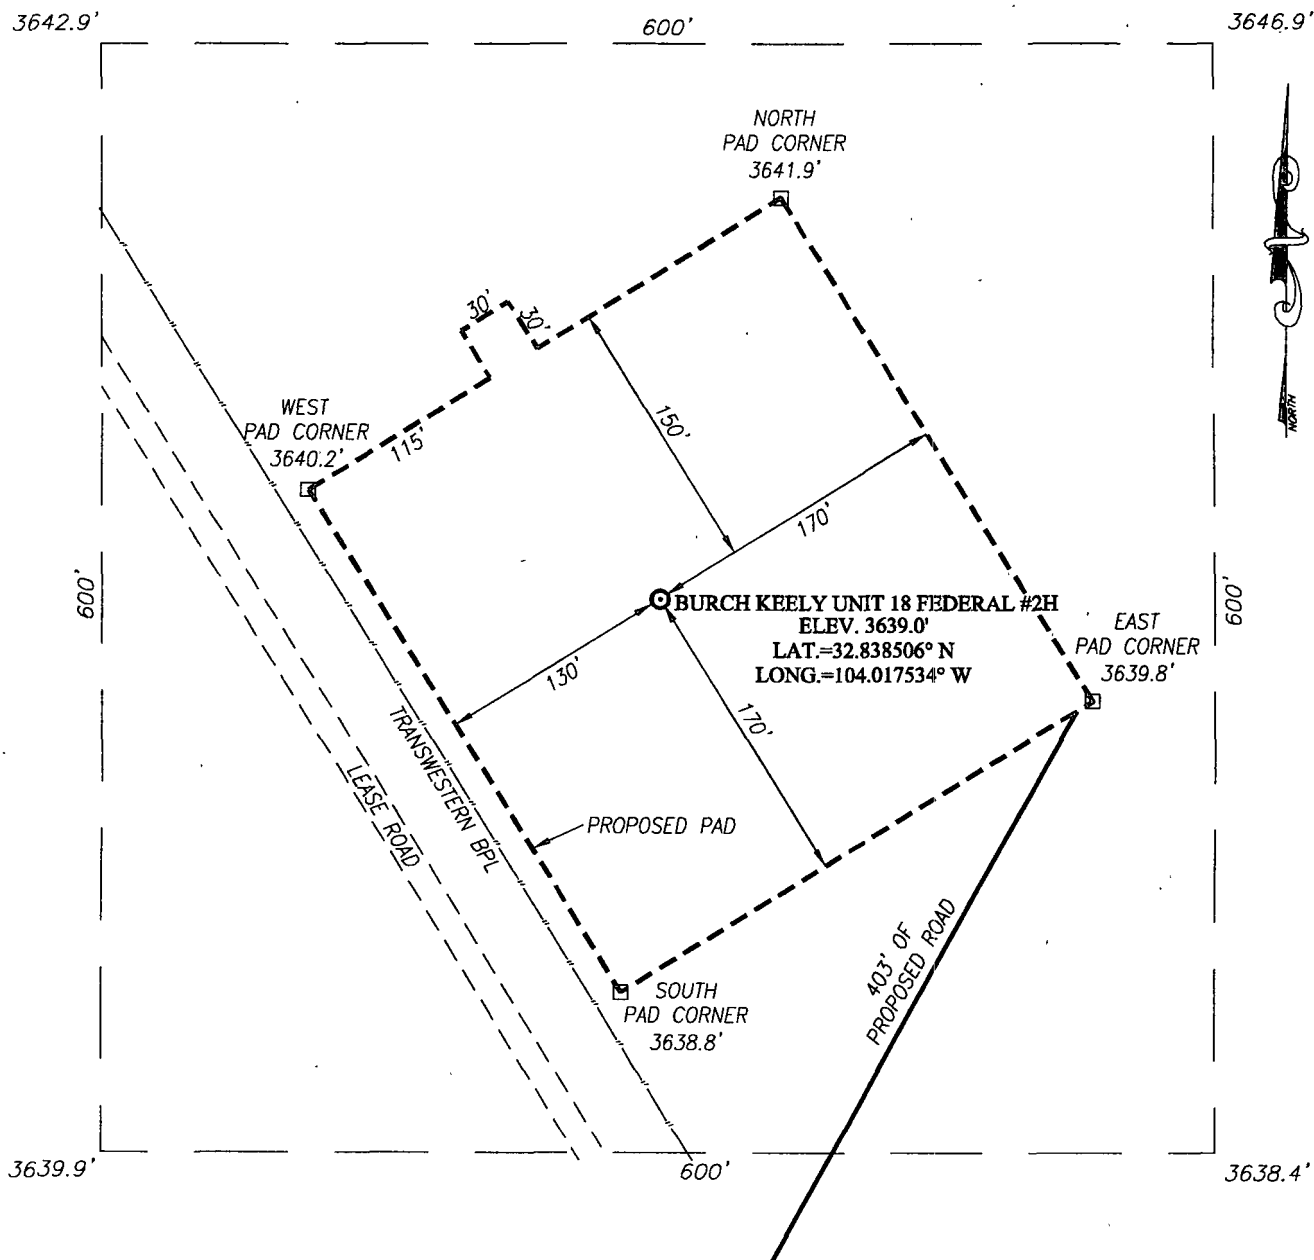 3642.9'
600'
3646.9'
NORTH
PAD CORNER
3641.9'
NORTH
30'
30'
WEST
PAD CORNER
3640.2'
115'
150'
170'
600'
600'
BURCH KEELY UNIT 18 FEDERAL #2H
ELEV. 3639.0'
LAT.=32.838506° N
LONG.=104.017534° W
EAST
PAD CORNER
3639.8'
130'
170'
TRANSWESTERN BPL
LEASE ROAD
PROPOSED PAD
403' OF
PROPOSED ROAD
SOUTH
PAD CORNER
3638.8'
3639.9'
600'
3638.4'